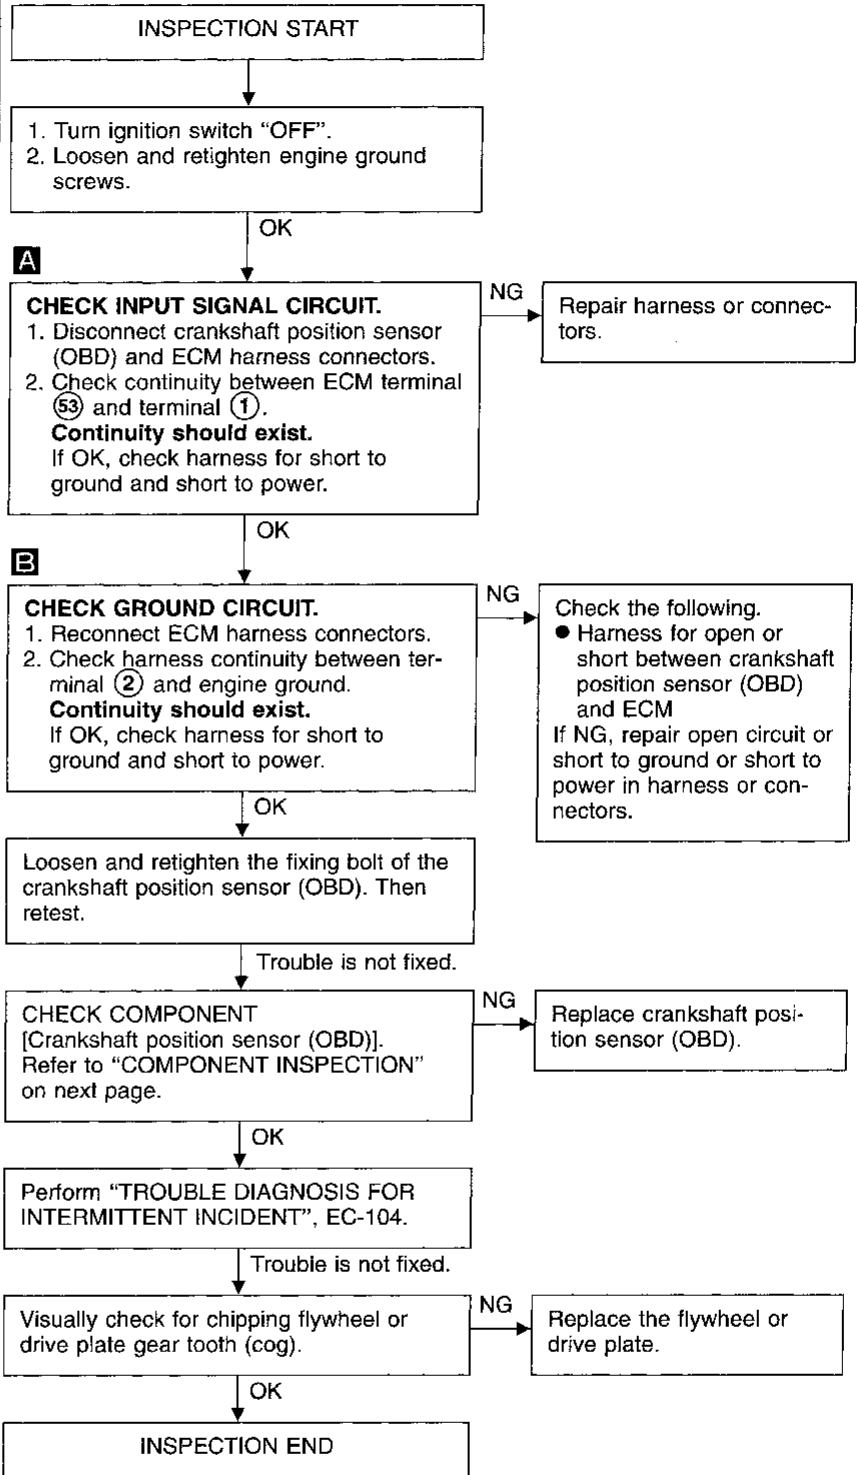 INSPECTION START
1. Turn ignition switch “OFF”.
2. Loosen and retighten engine ground
screws.
OK
A
CHECK INPUT SIGNAL CIRCUIT.
1. Disconnect crankshaft position sensor
(OBD) and ECM harness connectors.
2. Check continuity between ECM terminal
53 and terminal 1.
Continuity should exist.
If OK, check harness for short to
ground and short to power.
NG
Repair harness or connec-
tors.
OK
B
CHECK GROUND CIRCUIT.
1. Reconnect ECM harness connectors.
2. Check harness continuity between ter-
minal 2 and engine ground.
Continuity should exist.
If OK, check harness for short to
ground and short to power.
NG
Check the following.
● Harness for open or
short between crankshaft
position sensor (OBD)
and ECM
If NG, repair open circuit or
short to ground or short to
power in harness or con-
nectors.
OK
Loosen and retighten the fixing bolt of the
crankshaft position sensor (OBD). Then
retest.
Trouble is not fixed.
CHECK COMPONENT
[Crankshaft position sensor (OBD)].
Refer to “COMPONENT INSPECTION”
on next page.
NG
Replace crankshaft posi-
tion sensor (OBD).
OK
Perform “TROUBLE DIAGNOSIS FOR
INTERMITTENT INCIDENT”, EC-104.
Trouble is not fixed.
Visually check for chipping flywheel or
drive plate gear tooth (cog).
NG
Replace the flywheel or
drive plate.
OK
INSPECTION END